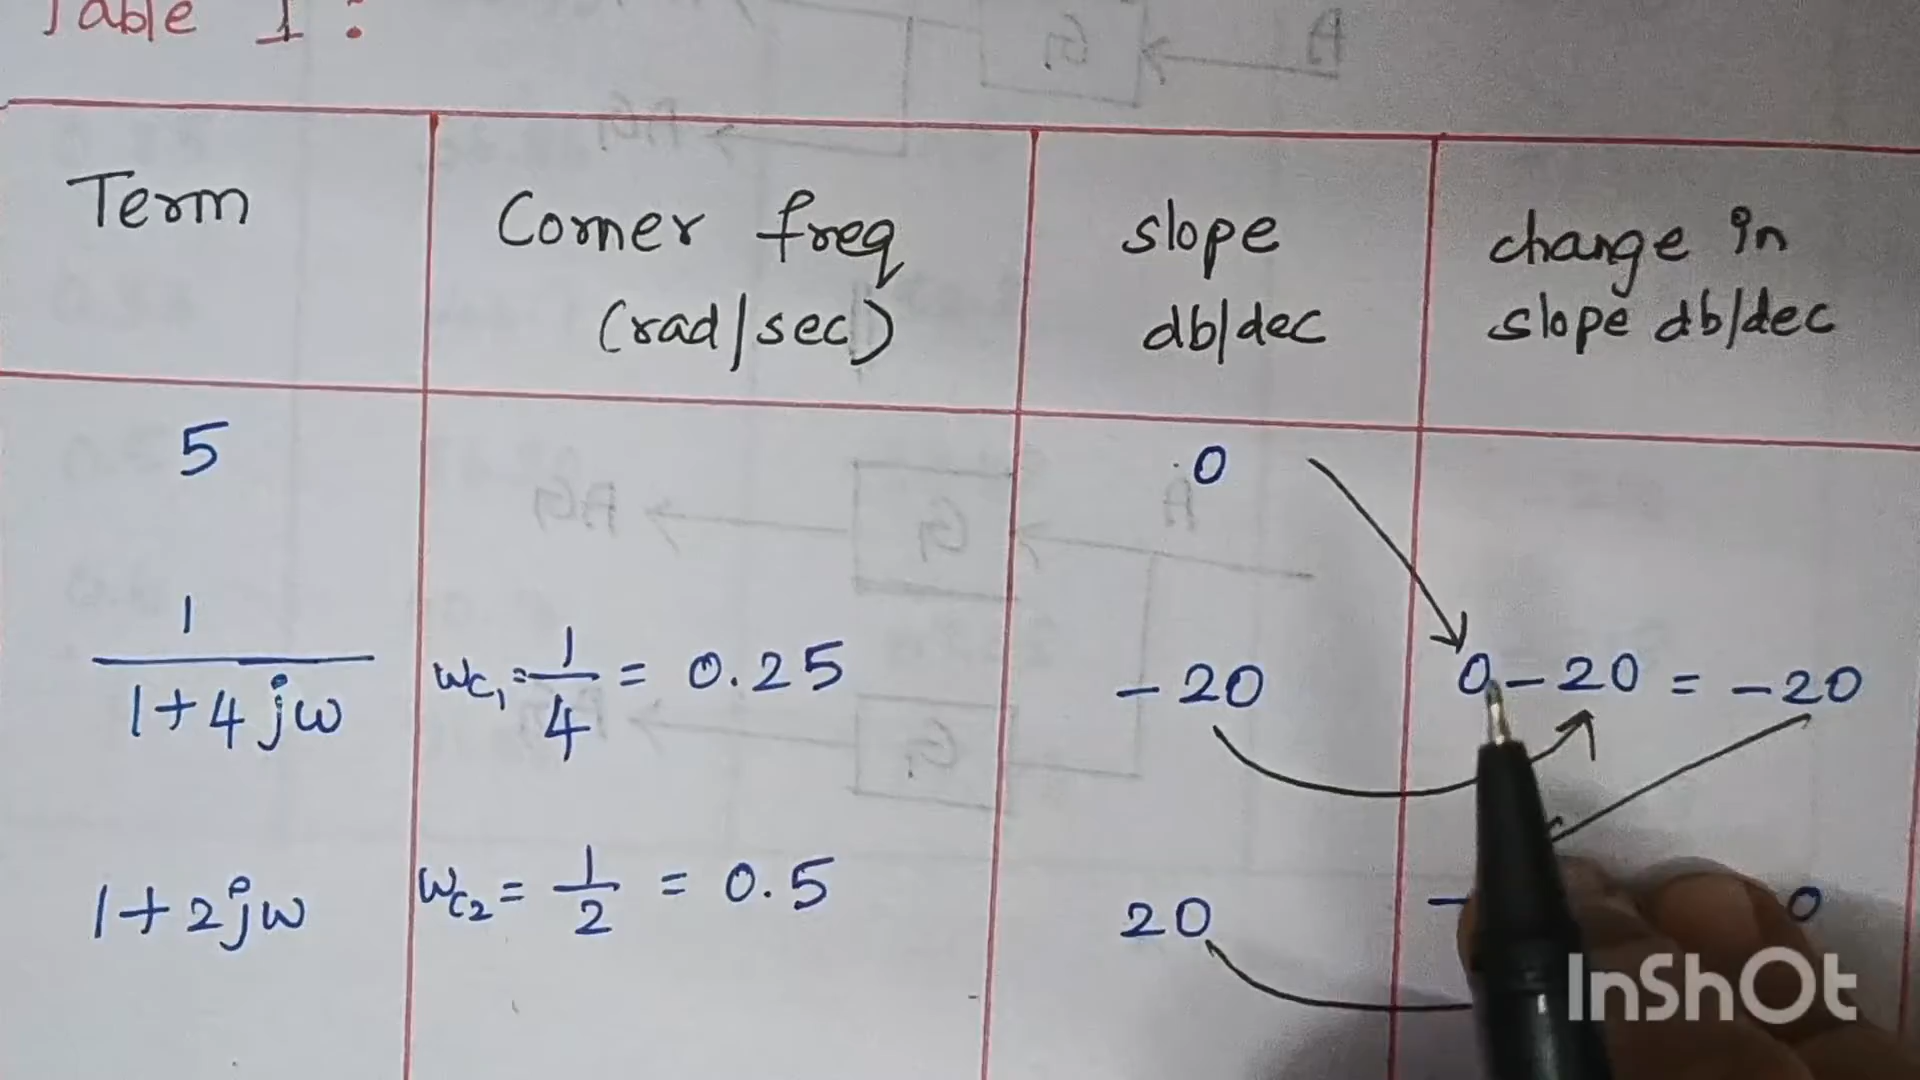 Table 1 :
Term
Corner freq
(rad/sec)
slope
db/dec
change in
slope db/dec
5
0
1/(1+4jω)
ωc₁ = 1/4 = 0.25
-20
0-20 = -20
1+2jω
ωc₂ = 1/2 = 0.5
20
-
0
InShOt